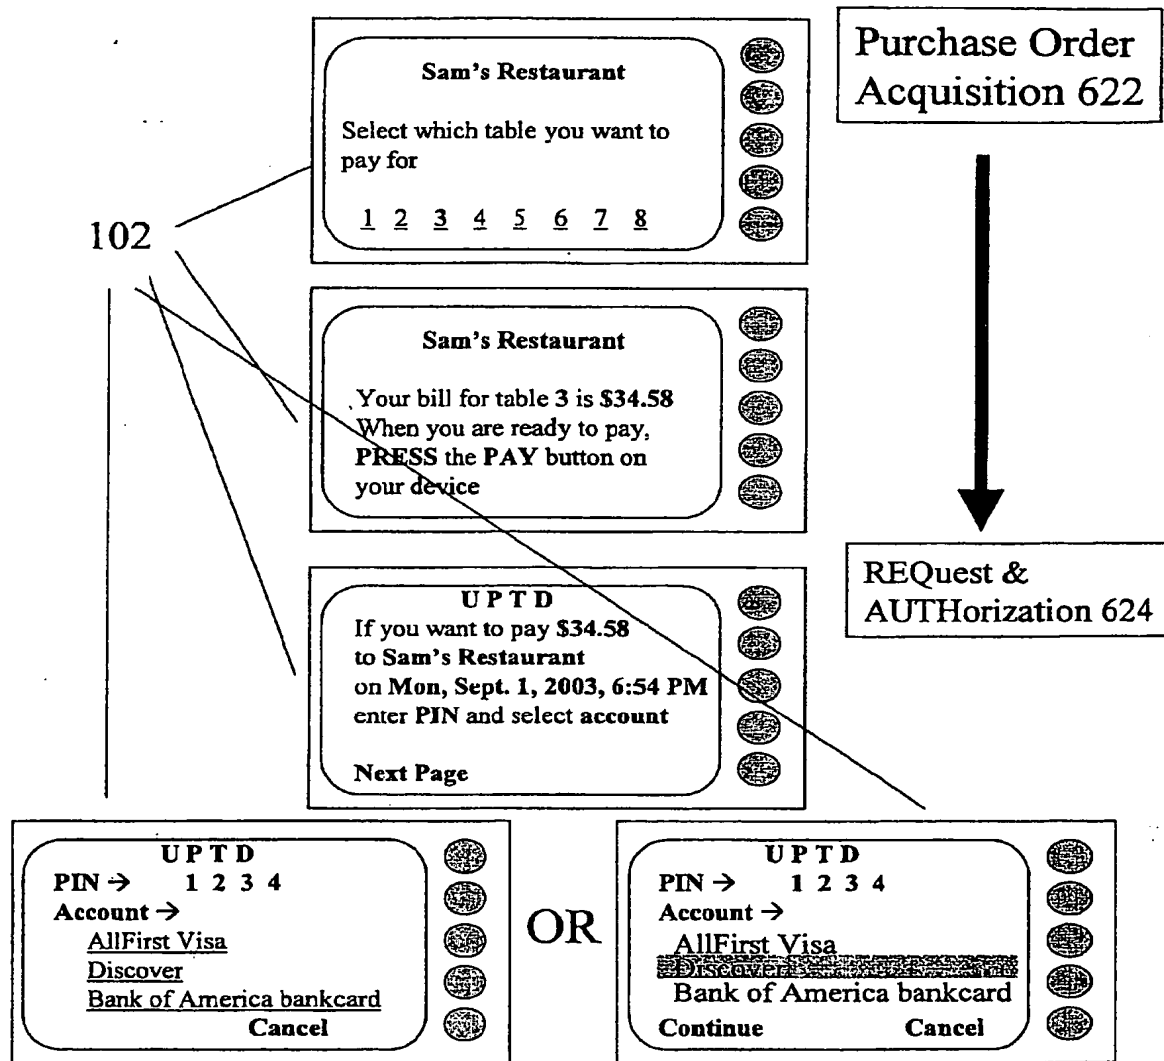 Sam's Restaurant
Select which table you want to
pay for
1 2 3 4 5 6 7 8
Purchase Order
Acquisition 622
102
Sam's Restaurant
Your bill for table 3 is $34.58
When you are ready to pay,
PRESS the PAY button on
your device
REQuest &
AUTHorization 624
U P T D
If you want to pay $34.58
to Sam's Restaurant
on Mon, Sept. 1, 2003, 6:54 PM
enter PIN and select account
Next Page
U P T D
PIN → 1 2 3 4
Account →
AllFirst Visa
Discover
Bank of America bankcard
Cancel
OR
U P T D
PIN → 1 2 3 4
Account →
AllFirst Visa
Discover
Bank of America bankcard
Continue Cancel